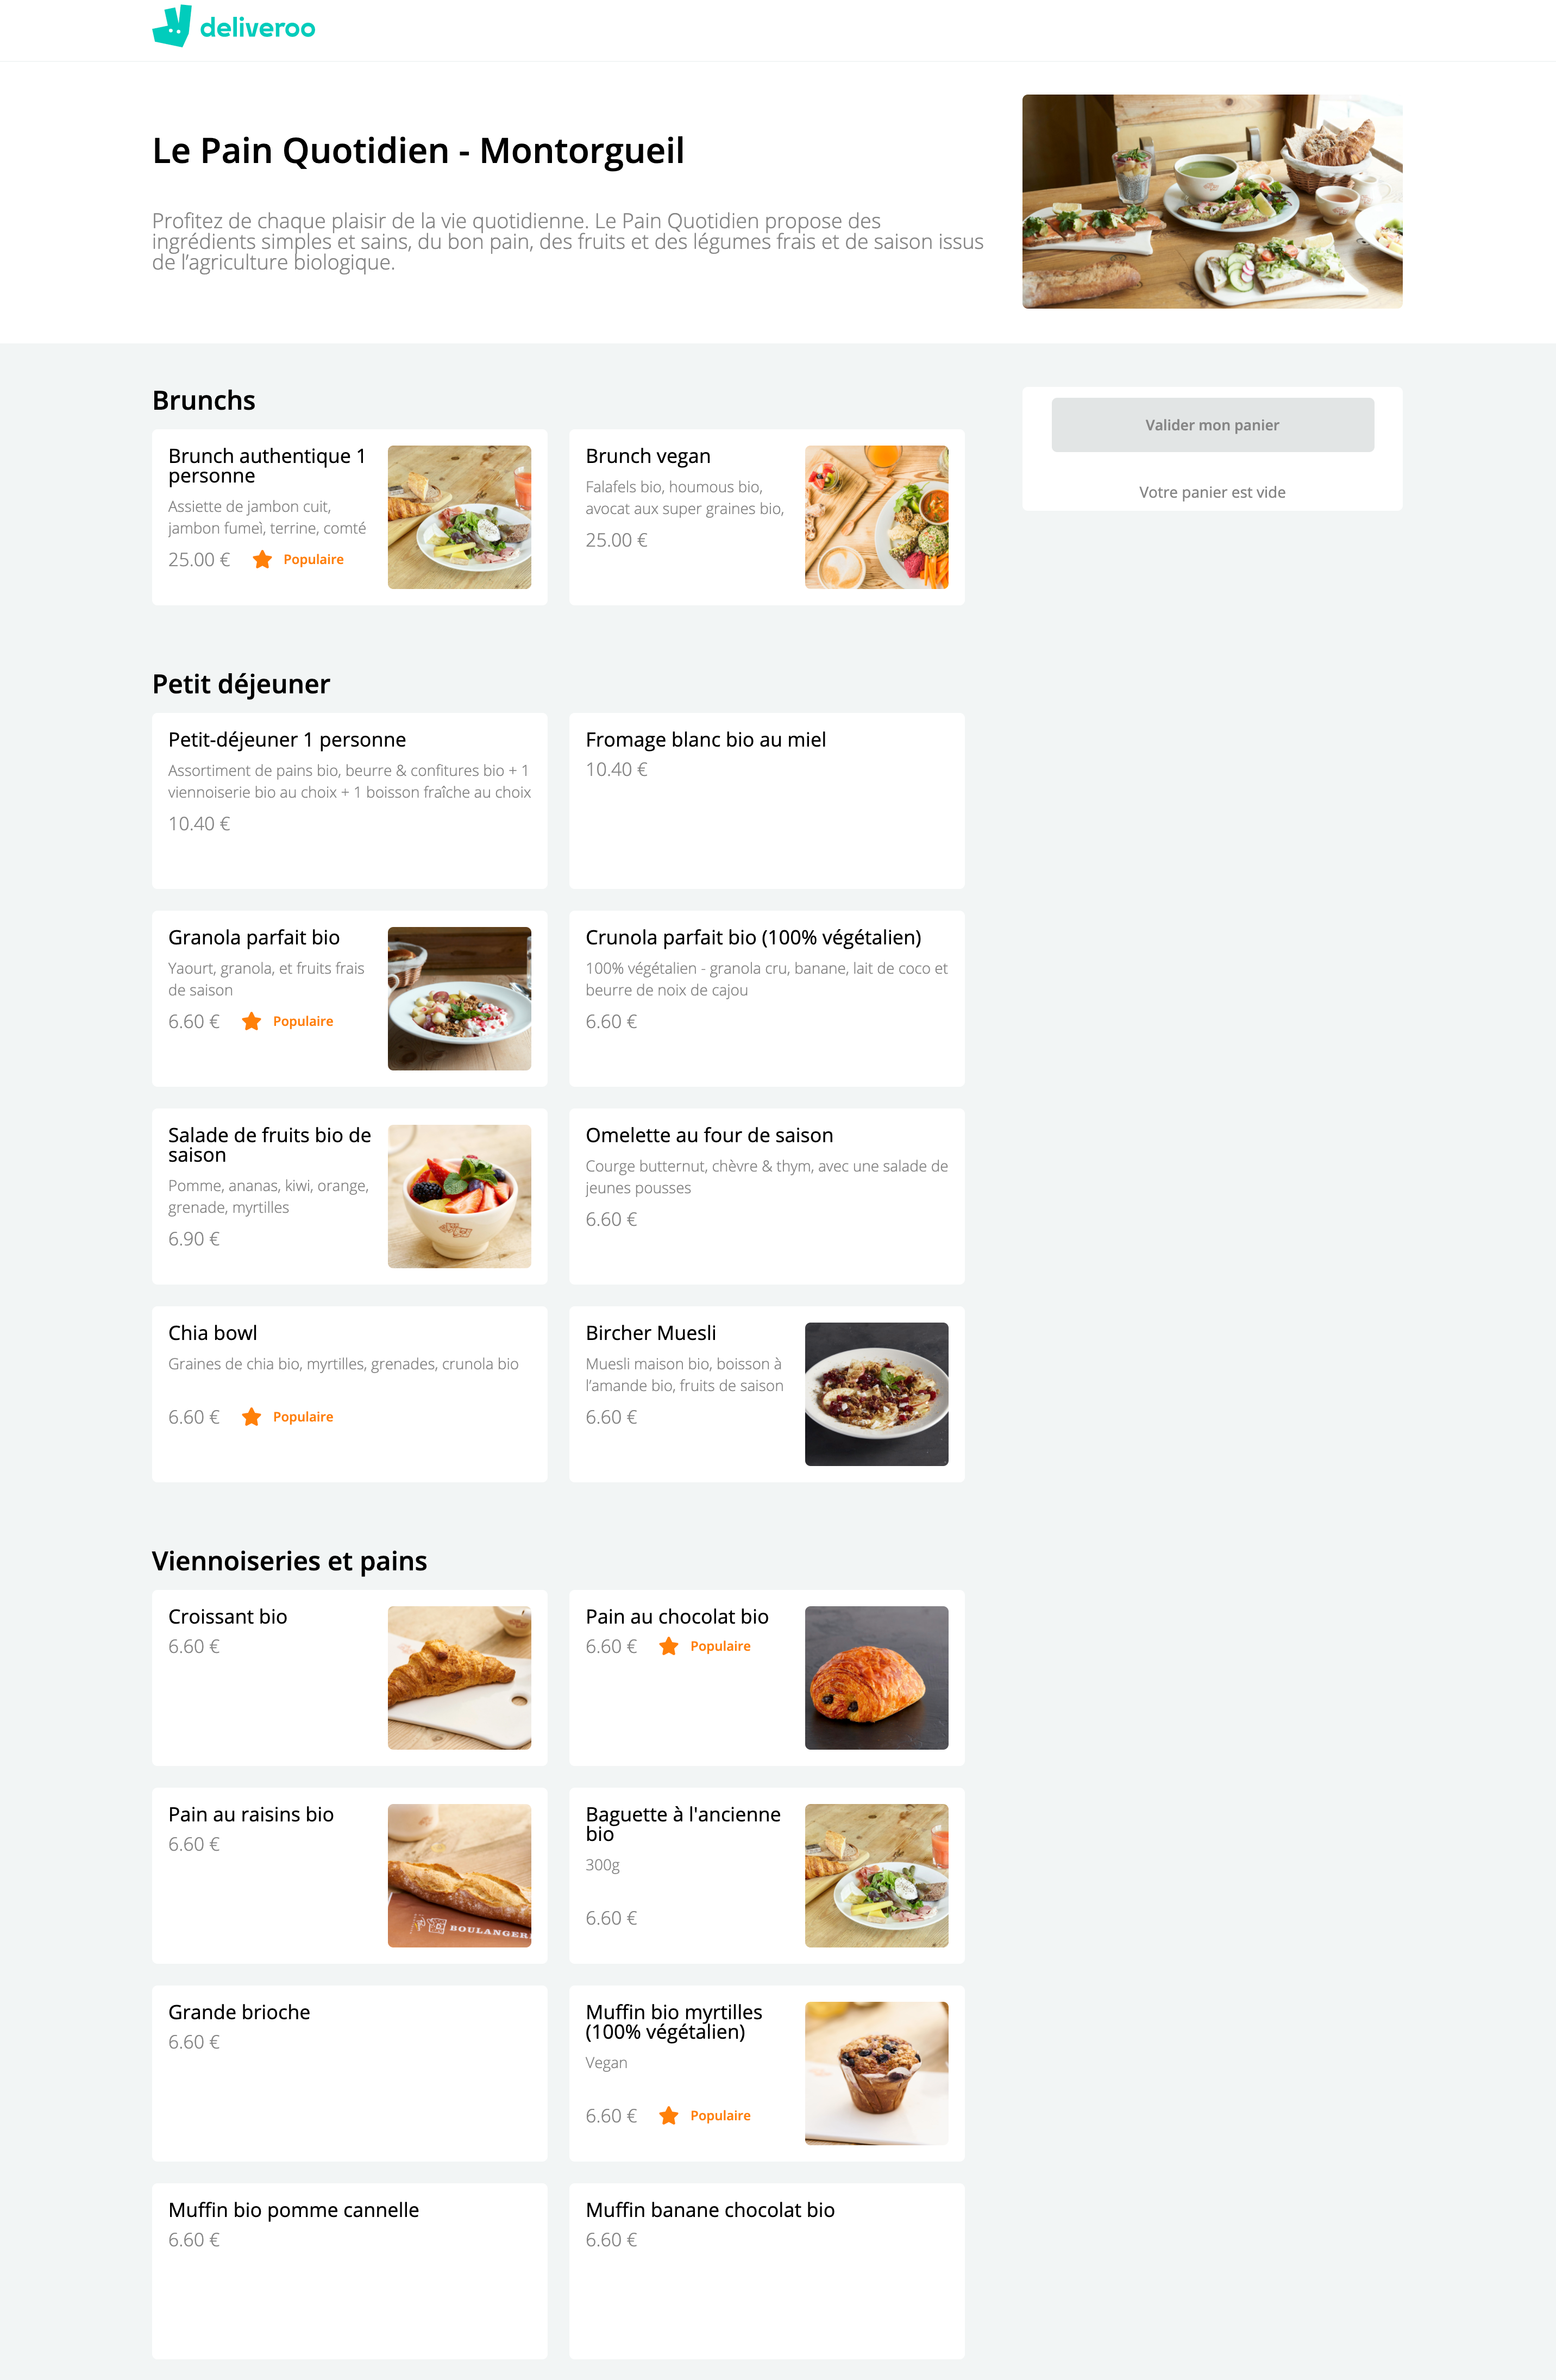 deliveroo
Le Pain Quotidien - Montorgueil
Profitez de chaque plaisir de la vie quotidienne. Le Pain Quotidien propose des
ingrédients simples et sains, du bon pain, des fruits et des légumes frais et de saison issus
de l’agriculture biologique.
Valider mon panier
Votre panier est vide
Brunchs
Brunch authentique 1
personne
Assiette de jambon cuit,
jambon fumeì, terrine, comté
25.00 €
Populaire
Brunch vegan
Falafels bio, houmous bio,
avocat aux super graines bio,
25.00 €
Petit déjeuner
Petit-déjeuner 1 personne
Assortiment de pains bio, beurre & confitures bio + 1
viennoiserie bio au choix + 1 boisson fraîche au choix
10.40 €
Fromage blanc bio au miel
10.40 €
Granola parfait bio
Yaourt, granola, et fruits frais
de saison
6.60 €
Populaire
Crunola parfait bio (100% végétalien)
100% végétalien - granola cru, banane, lait de coco et
beurre de noix de cajou
6.60 €
Salade de fruits bio de
saison
Pomme, ananas, kiwi, orange,
grenade, myrtilles
6.90 €
Omelette au four de saison
Courge butternut, chèvre & thym, avec une salade de
jeunes pousses
6.60 €
Chia bowl
Graines de chia bio, myrtilles, grenades, crunola bio
6.60 €
Populaire
Bircher Muesli
Muesli maison bio, boisson à
l’amande bio, fruits de saison
6.60 €
Viennoiseries et pains
Croissant bio
6.60 €
Pain au chocolat bio
6.60 €
Populaire
Pain au raisins bio
6.60 €
BOULANGER
Baguette à l'ancienne
bio
300g
6.60 €
Grande brioche
6.60 €
Muffin bio myrtilles
(100% végétalien)
Vegan
6.60 €
Populaire
Muffin bio pomme cannelle
6.60 €
Muffin banane chocolat bio
6.60 €